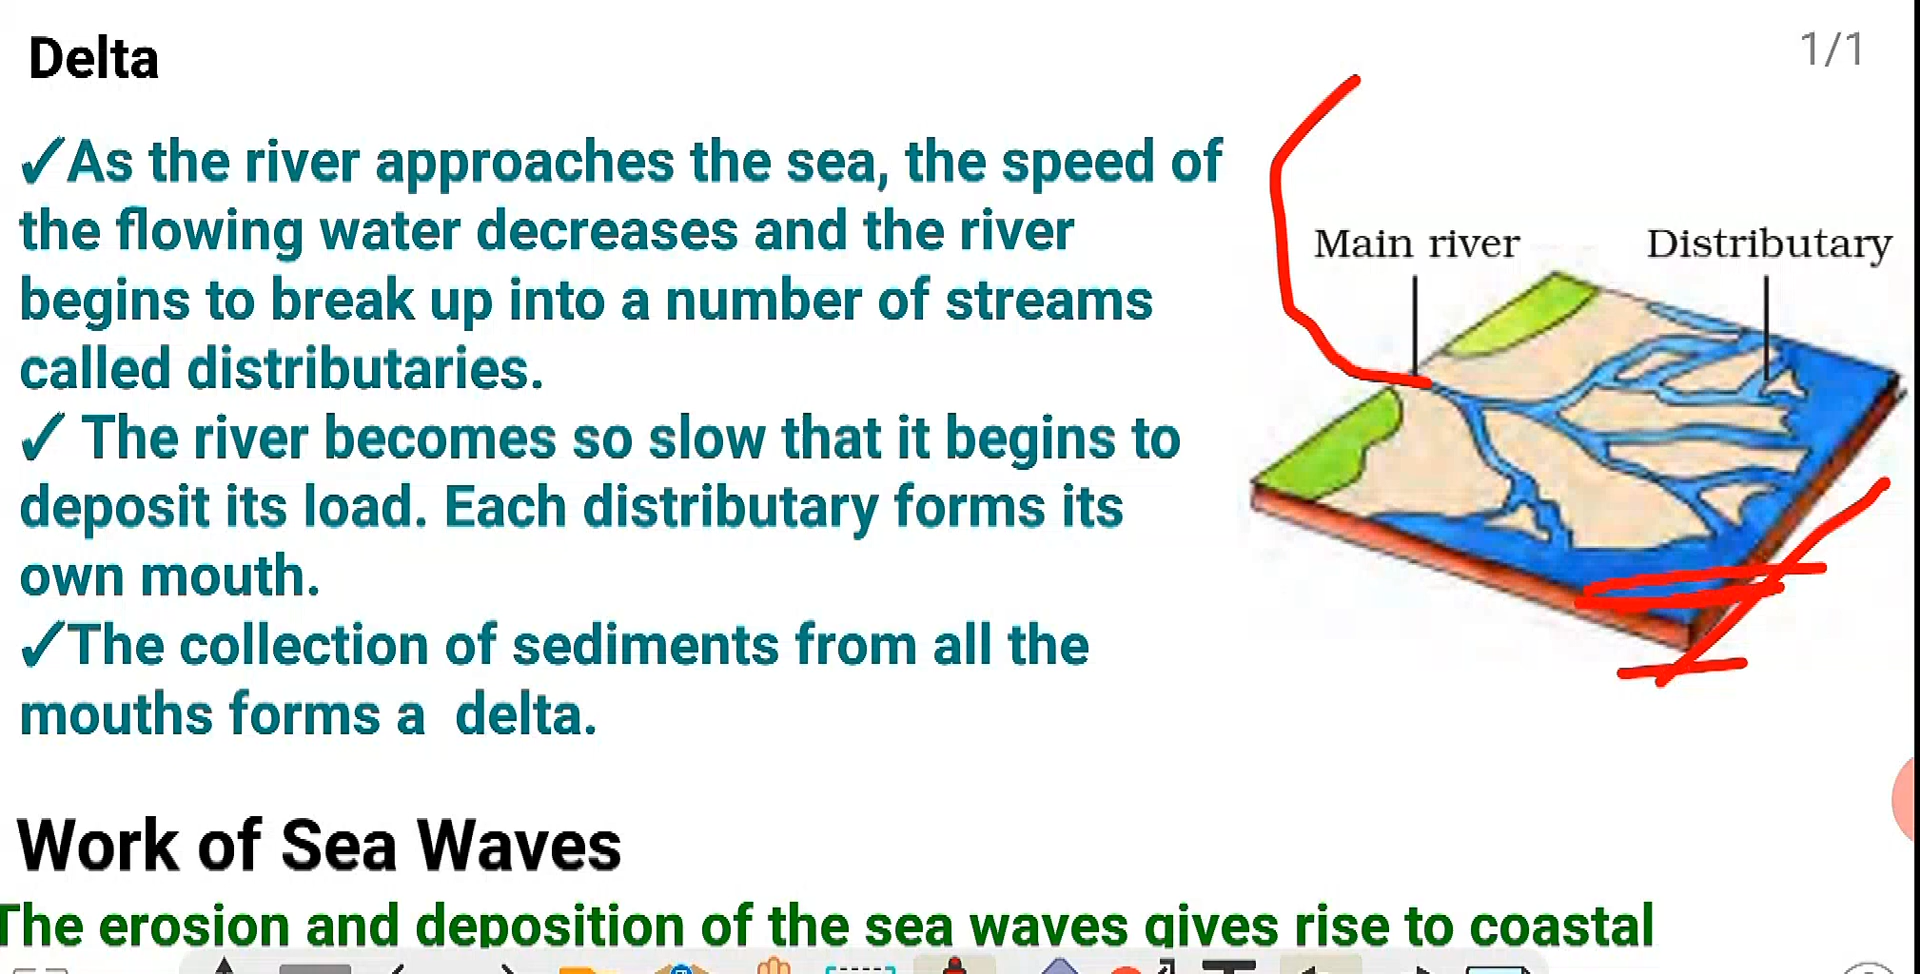 Delta
1/1
✓As the river approaches the sea, the speed of
the flowing water decreases and the river
begins to break up into a number of streams
called distributaries.
✓ The river becomes so slow that it begins to
deposit its load. Each distributary forms its
own mouth.
✓The collection of sediments from all the
mouths forms a delta.
Main river
Distributary
Work of Sea Waves
The erosion and deposition of the sea waves gives rise to coastal